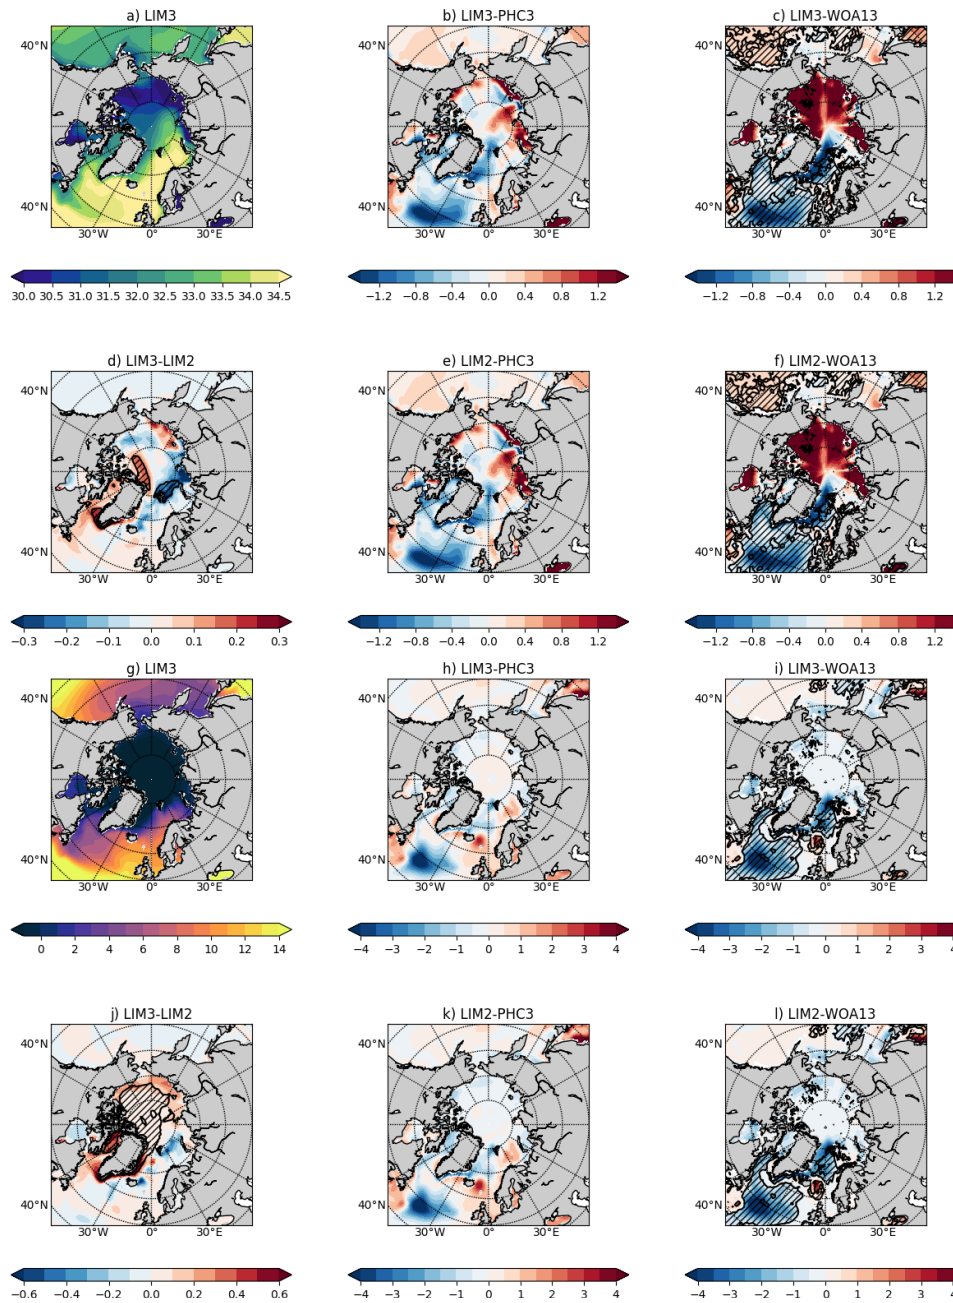 a) LIM3 b) LIM3-PHC3 c) LIM3-WOA13
40°N 40°N 40°N
40°N 40°N 40°N
30°W 0° 30°E 30°W 0° 30°E 30°W 0° 30°E
30.0 30.5 31.0 31.5 32.0 32.5 33.0 33.5 34.0 34.5 −1.2 −0.8 −0.4 0.0 0.4 0.8 1.2 −1.2 −0.8 −0.4 0.0 0.4 0.8 1.2
d) LIM3-LIM2 e) LIM2-PHC3 f) LIM2-WOA13
40°N 40°N 40°N
40°N 40°N 40°N
30°W 0° 30°E 30°W 0° 30°E 30°W 0° 30°E
−0.3 −0.2 −0.1 0.0 0.1 0.2 0.3 −1.2 −0.8 −0.4 0.0 0.4 0.8 1.2 −1.2 −0.8 −0.4 0.0 0.4 0.8 1.2
g) LIM3 h) LIM3-PHC3 i) LIM3-WOA13
40°N 40°N 40°N
40°N 40°N 40°N
30°W 0° 30°E 30°W 0° 30°E 30°W 0° 30°E
0 2 4 6 8 10 12 14 −4 −3 −2 −1 0 1 2 3 4 −4 −3 −2 −1 0 1 2 3 4
j) LIM3-LIM2 k) LIM2-PHC3 l) LIM2-WOA13
40°N 40°N 40°N
40°N 40°N 40°N
30°W 0° 30°E 30°W 0° 30°E 30°W 0° 30°E
−0.6 −0.4 −0.2 0.0 0.2 0.4 0.6 −4 −3 −2 −1 0 1 2 3 4 −4 −3 −2 −1 0 1 2 3 4